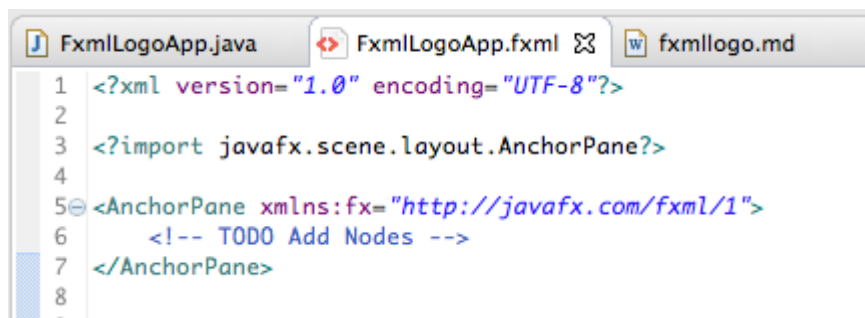 FxmlLogoApp.java FxmlLogoApp.fxml fxmllogo.md
1 <?xml version="1.0" encoding="UTF-8"?>
2
3 <?import javafx.scene.layout.AnchorPane?>
4
5 <AnchorPane xmlns:fx="http://javafx.com/fxml/1">
6 <!-- TODO Add Nodes -->
7 </AnchorPane>
8